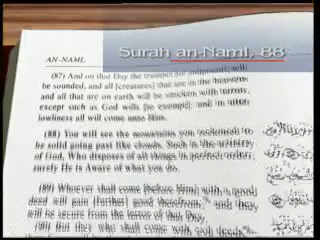 Surah an-Naml, 88
AN-NAML
(87) And on that Day the trumpet will
be sounded, and all [creatures] that are in the heavens
and all that are on earth will be stricken with terror,
except such as God wills [to exempt]: and in utter
lowliness all will come unto Him.
(88) You will see the mountains you reckoned to
be solid going past like clouds. Such is the artistry
of God, Who disposes of all things in perfect order:
surely He is Aware of what you do.
(89) Whoever shall come [before Him] with a good
deed will gain [further] good therefrom, and they
will be secure from the terror of that Day.
(90) But they who shall come with evil deeds